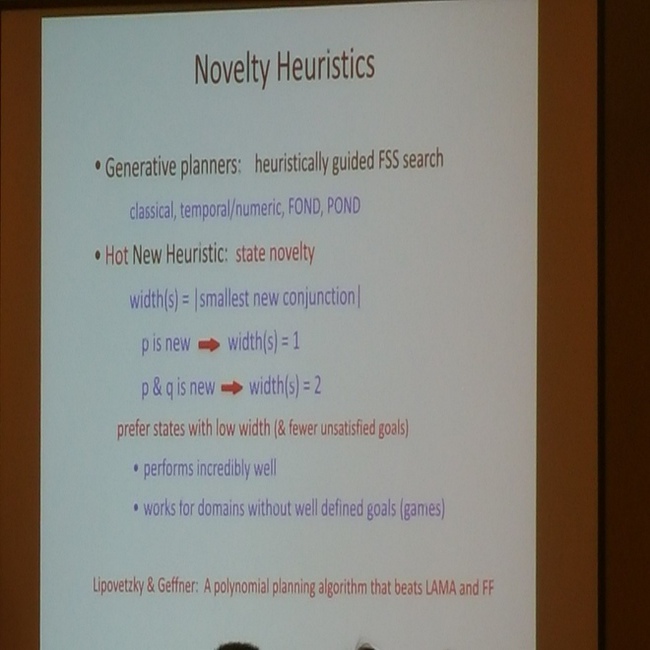 Novelty Heuristics
• Generative planners: heuristically guided FSS search
classical, temporal/numeric, FOND, POND
• Hot New Heuristic: state novelty
width(s) = |smallest new conjunction|
p is new ➡ width(s) = 1
p & q is new ➡ width(s) = 2
prefer states with low width (& fewer unsatisfied goals)
• performs incredibly well
• works for domains without well defined goals (games)
Lipovetzky & Geffner: A polynomial planning algorithm that beats LAMA and FF